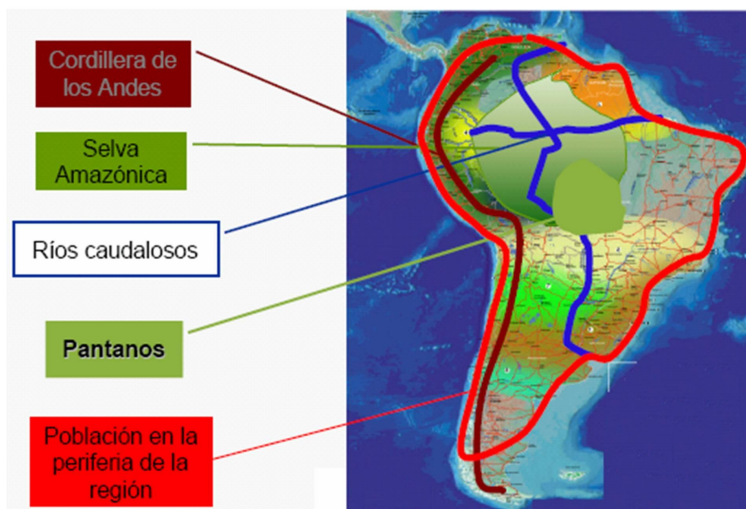 Cordillera de
los Andes
Selva
Amazónica
Ríos caudalosos
Pantanos
Población en la
periferia de la
región